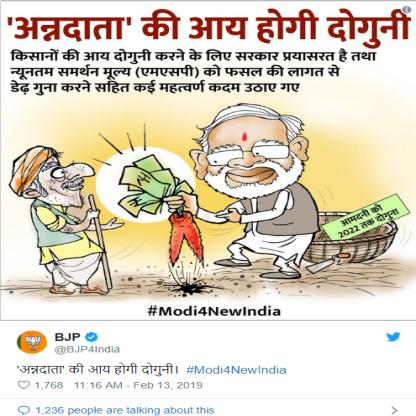 'अन्नदाता' की आय होगी दोगुनी
किसानों की आय दोगुनी करने के लिए सरकार प्रयासरत है तथा
न्यूनतम समर्थन मूल्य (एमएसपी) को फसल की लागत से
डेढ़ गुना करने सहित कई महत्वर्ण कदम उठाए गए
आमदनी को
2022 तक दोगुना
#Modi4NewIndia
BJP
@BJP4India
'अन्नदाता' की आय होगी दोगुनी। #Modi4NewIndia
1,768 11:16 AM - Feb 13, 2019
1,236 people are talking about this